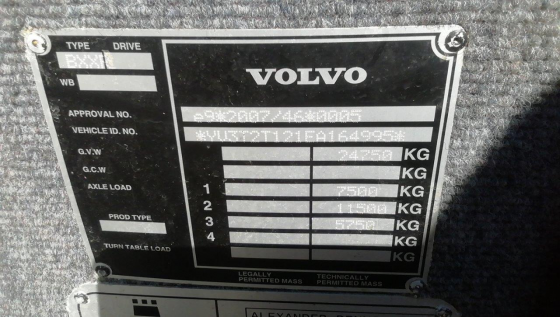 TYPE DRIVE
VOLVO
WB
APPROVAL NO. e9*2007/46*0005
VEHICLE ID. NO. *YV3T2T121FA164995*
G.V.W 24750 KG
G.C.W KG
AXLE LOAD 1 7500 KG
2 11500 KG
PROD TYPE 3 5750 KG
4 KG
TURN TABLE LOAD KG
LEGALLY PERMITTED MASS
TECHNICALLY PERMITTED MASS
ALEXANDER